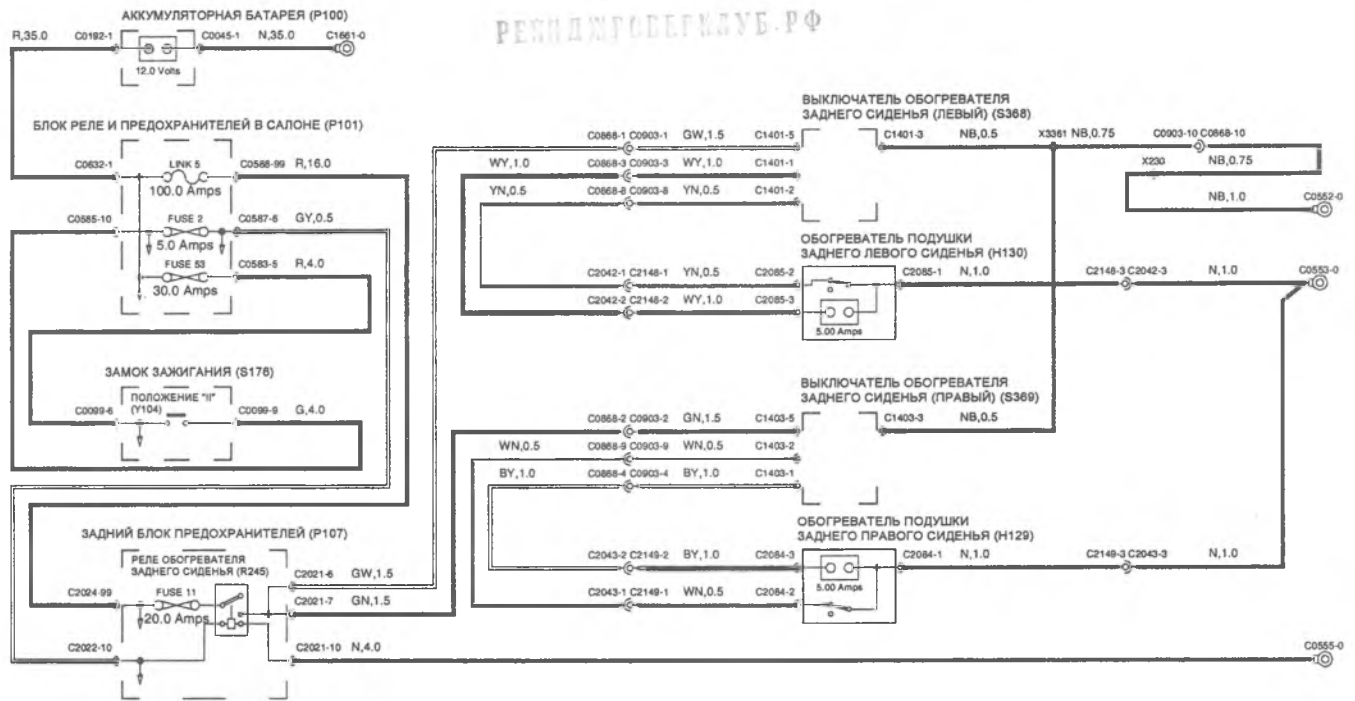 РЕНДЖРОВЕРКЛУБ.РФ
АККУМУЛЯТОРНАЯ БАТАРЕЯ (P100)
R,35.0 C0192-1 C0045-1 N,35.0 C1661-0
12.0 Volts
БЛОК РЕЛЕ И ПРЕДОХРАНИТЕЛЕЙ В САЛОНЕ (P101)
C0632-1 LINK 5 C0588-99 R,16.0
100.0 Amps
C0585-10 FUSE 2 C0587-6 GY,0.5
5.0 Amps
FUSE 53 C0583-5 R,4.0
30.0 Amps
ЗАМОК ЗАЖИГАНИЯ (S176)
ПОЛОЖЕНИЕ "II"
(Y104)
C0099-6 C0099-9 G,4.0
ЗАДНИЙ БЛОК ПРЕДОХРАНИТЕЛЕЙ (P107)
РЕЛЕ ОБОГРЕВАТЕЛЯ
ЗАДНЕГО СИДЕНЬЯ (R245)
C2021-6 GW,1.5
C2024-99 FUSE 11 C2021-7 GN,1.5
20.0 Amps
C2022-10 C2021-10 N,4.0 C0555-0
ВЫКЛЮЧАТЕЛЬ ОБОГРЕВАТЕЛЯ
ЗАДНЕГО СИДЕНЬЯ (ЛЕВЫЙ) (S368)
C0868-1 C0903-1 GW,1.5 C1401-5 C1401-3 NB,0.5 X3361 NB,0.75 C0903-10 C0868-10
WY,1.0 C0868-3 C0903-3 WY,1.0 C1401-1 X230 NB,0.75
YN,0.5 C0868-8 C0903-8 YN,0.5 C1401-2 NB,1.0 C0552-0
ОБОГРЕВАТЕЛЬ ПОДУШКИ
ЗАДНЕГО ЛЕВОГО СИДЕНЬЯ (H130)
C2042-1 C2148-1 YN,0.5 C2085-2 C2085-1 N,1.0 C2148-3 C2042-3 N,1.0 C0553-0
C2042-2 C2148-2 WY,1.0 C2085-3
5.00 Amps
ВЫКЛЮЧАТЕЛЬ ОБОГРЕВАТЕЛЯ
ЗАДНЕГО СИДЕНЬЯ (ПРАВЫЙ) (S369)
C0868-2 C0903-2 GN,1.5 C1403-5 C1403-3 NB,0.5
WN,0.5 C0868-9 C0903-9 WN,0.5 C1403-2
BY,1.0 C0868-4 C0903-4 BY,1.0 C1403-1
ОБОГРЕВАТЕЛЬ ПОДУШКИ
ЗАДНЕГО ПРАВОГО СИДЕНЬЯ (H129)
C2043-2 C2149-2 BY,1.0 C2084-3 C2084-1 N,1.0 C2149-3 C2043-3 N,1.0
5.00 Amps
C2043-1 C2149-1 WN,0.5 C2084-2